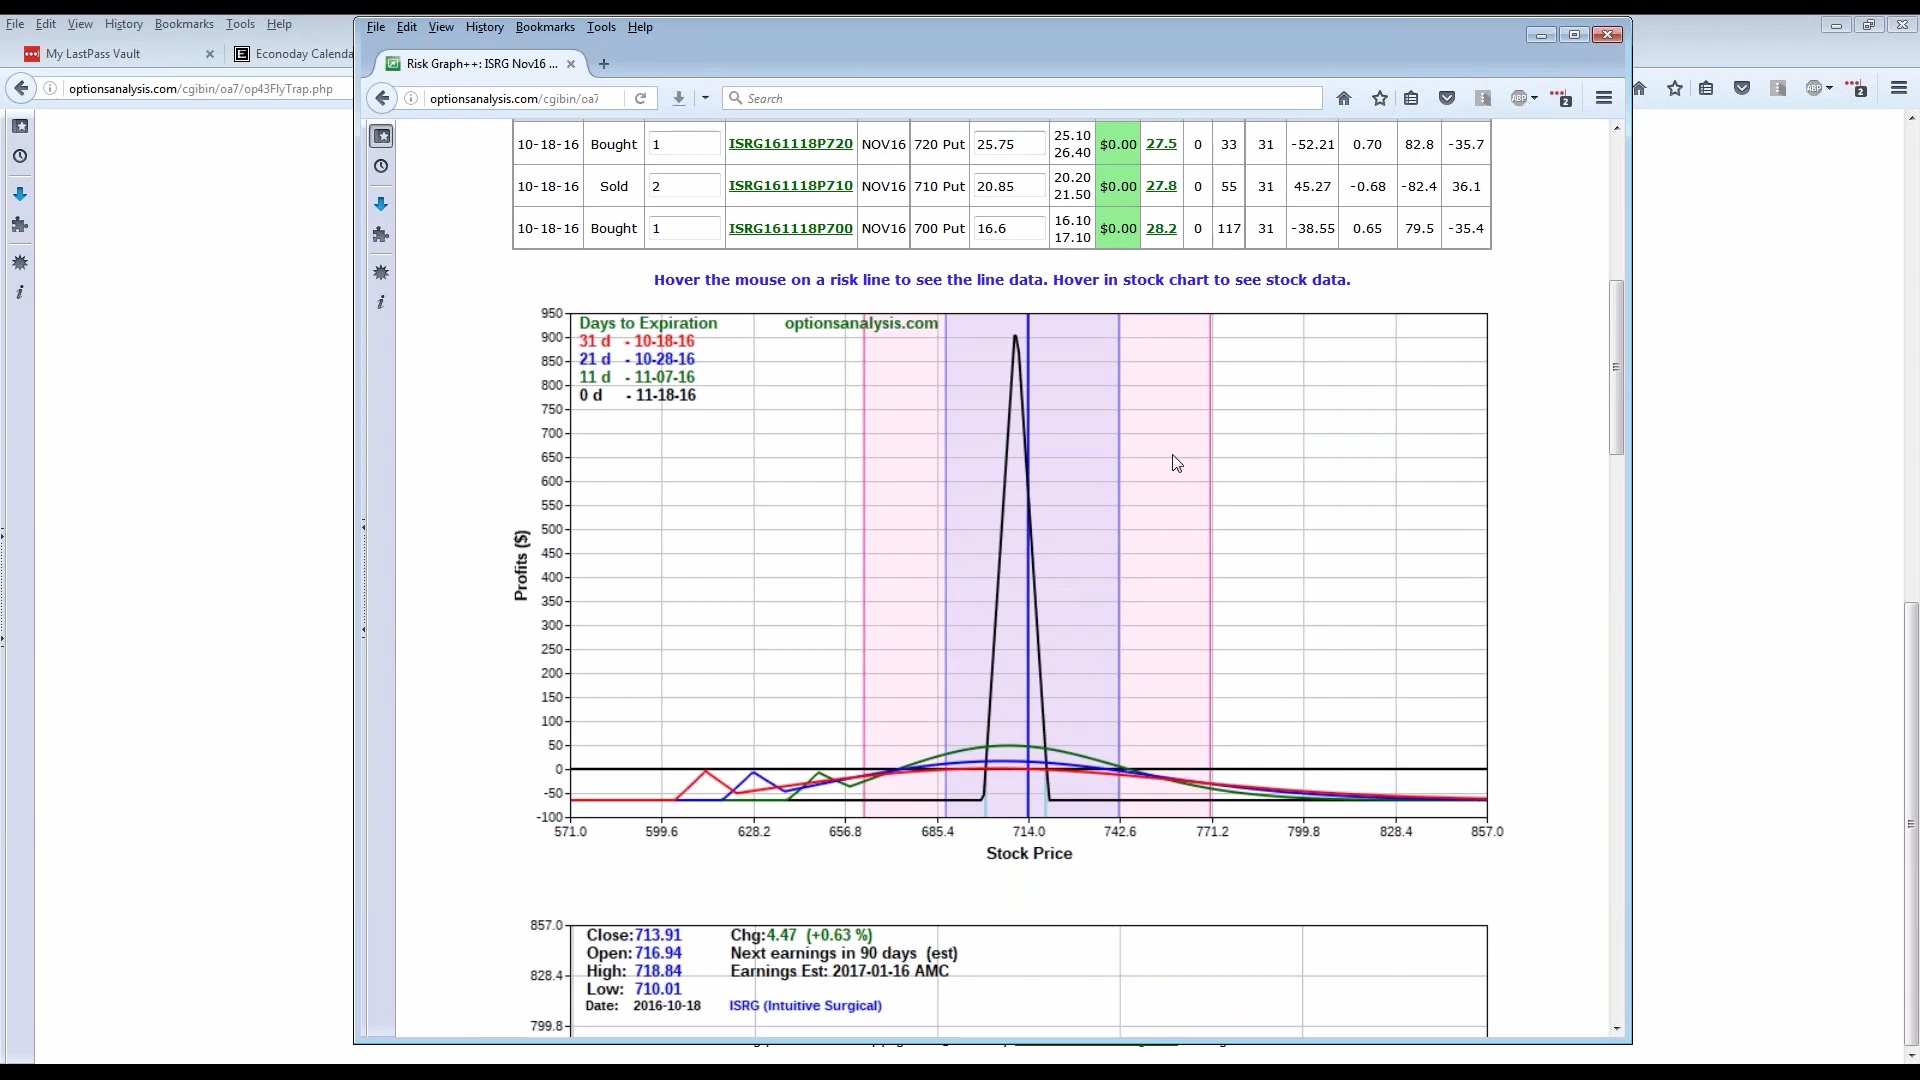 File Edit View History Bookmarks Tools Help
My LastPass Vault
Econoday Calenda
optionsanalysis.com/cgibin/oa7/op43FlyTrap.php
File Edit View History Bookmarks Tools Help
Risk Graph++: ISRG Nov16 ...
optionsanalysis.com/cgibin/oa7
Search
ABP
2
ABP
2
10-18-16 Bought 1 ISRG161118P720 NOV16 720 Put 25.75 25.10 26.40 $0.00 27.5 0 33 31 -52.21 0.70 82.8 -35.7
10-18-16 Sold 2 ISRG161118P710 NOV16 710 Put 20.85 20.20 21.50 $0.00 27.8 0 55 31 45.27 -0.68 -82.4 36.1
10-18-16 Bought 1 ISRG161118P700 NOV16 700 Put 16.6 16.10 17.10 $0.00 28.2 0 117 31 -38.55 0.65 79.5 -35.4
Hover the mouse on a risk line to see the line data. Hover in stock chart to see stock data.
Days to Expiration
optionsanalysis.com
31 d - 10-18-16
21 d - 10-28-16
11 d - 11-07-16
0 d - 11-18-16
950
900
850
800
750
700
650
600
550
500
450
400
350
300
250
200
150
100
50
0
-50
-100
Profits ($)
571.0 599.6 628.2 656.8 685.4 714.0 742.6 771.2 799.8 828.4 857.0
Stock Price
857.0
828.4
799.8
Close: 713.91 Chg: 4.47 (+0.63 %)
Open: 716.94 Next earnings in 90 days (est)
High: 718.84 Earnings Est: 2017-01-16 AMC
Low: 710.01
Date: 2016-10-18 ISRG (Intuitive Surgical)